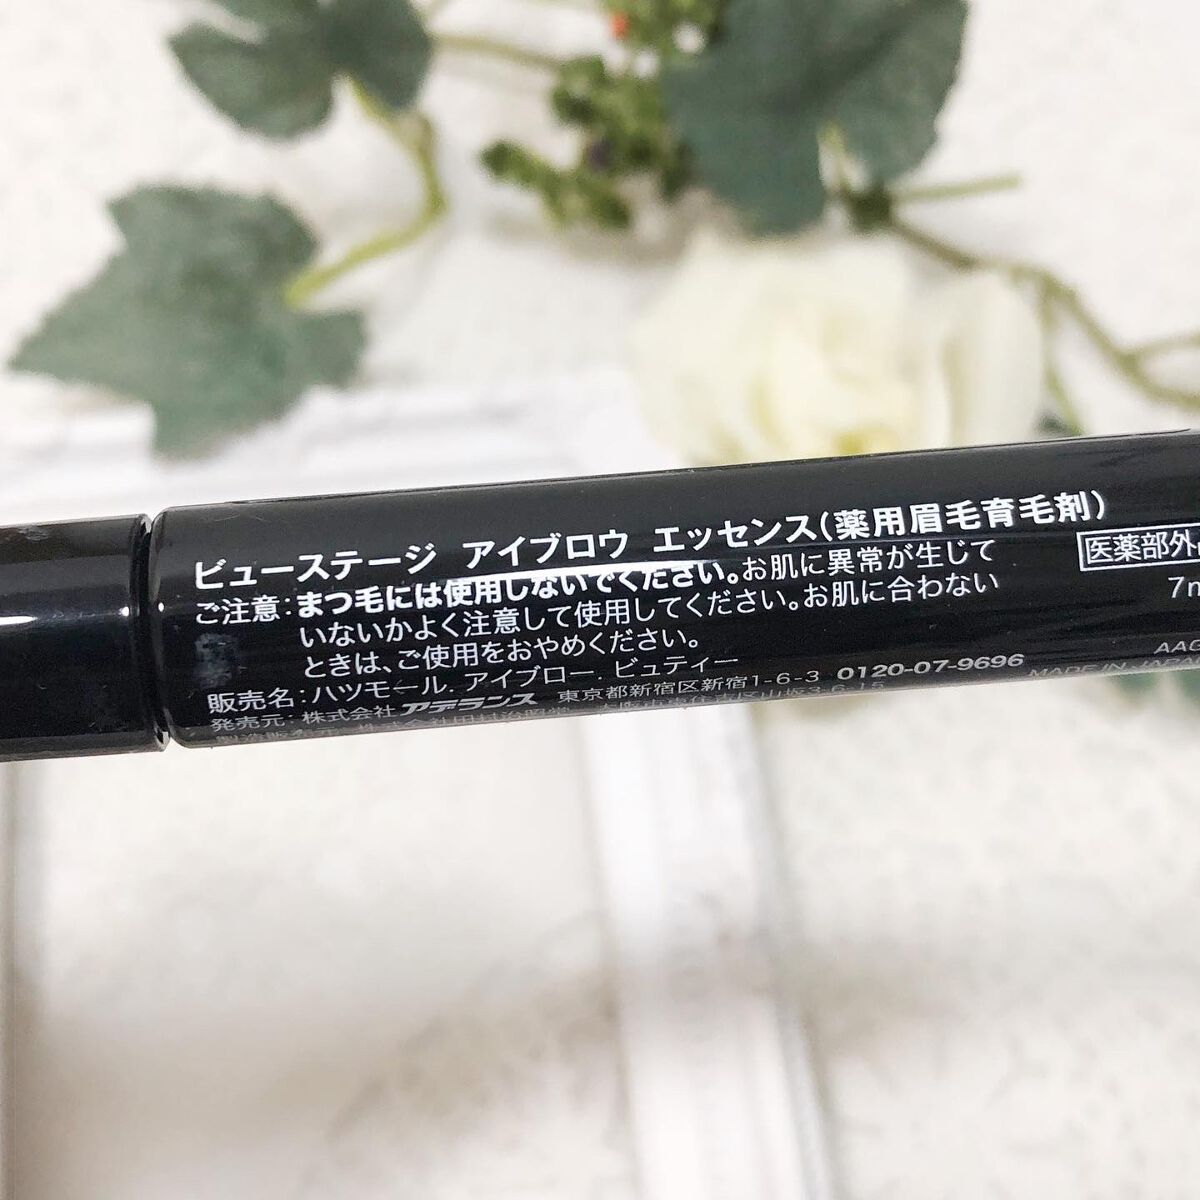 ビューステージ アイブロウ エッセンス(薬用眉毛育毛剤)
ご注意:まつ毛には使用しないでください。お肌に異常が生じて
いないかよく注意して使用してください。お肌に合わない
ときは、ご使用をおやめください。
医薬部外
7m
販売名:ハツモール.アイブロー.ビュティー
発売元:株式会社アデランス 東京都新宿区新宿1-6-3 0120-07-9696
AAG
MADE IN JAPAN